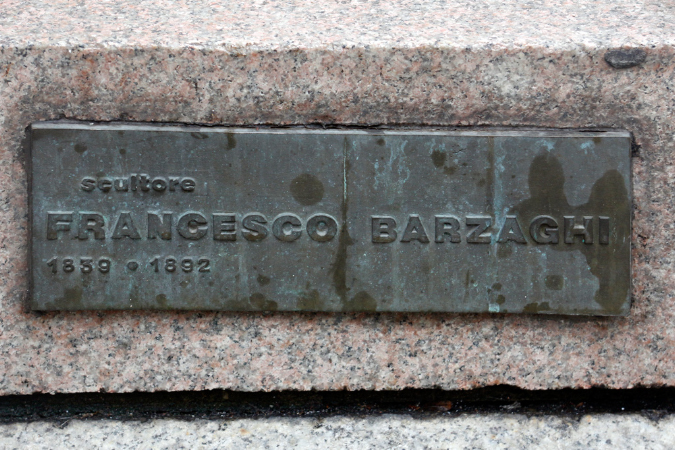 scultore
FRANCESCO BARZAGHI
1839 • 1892